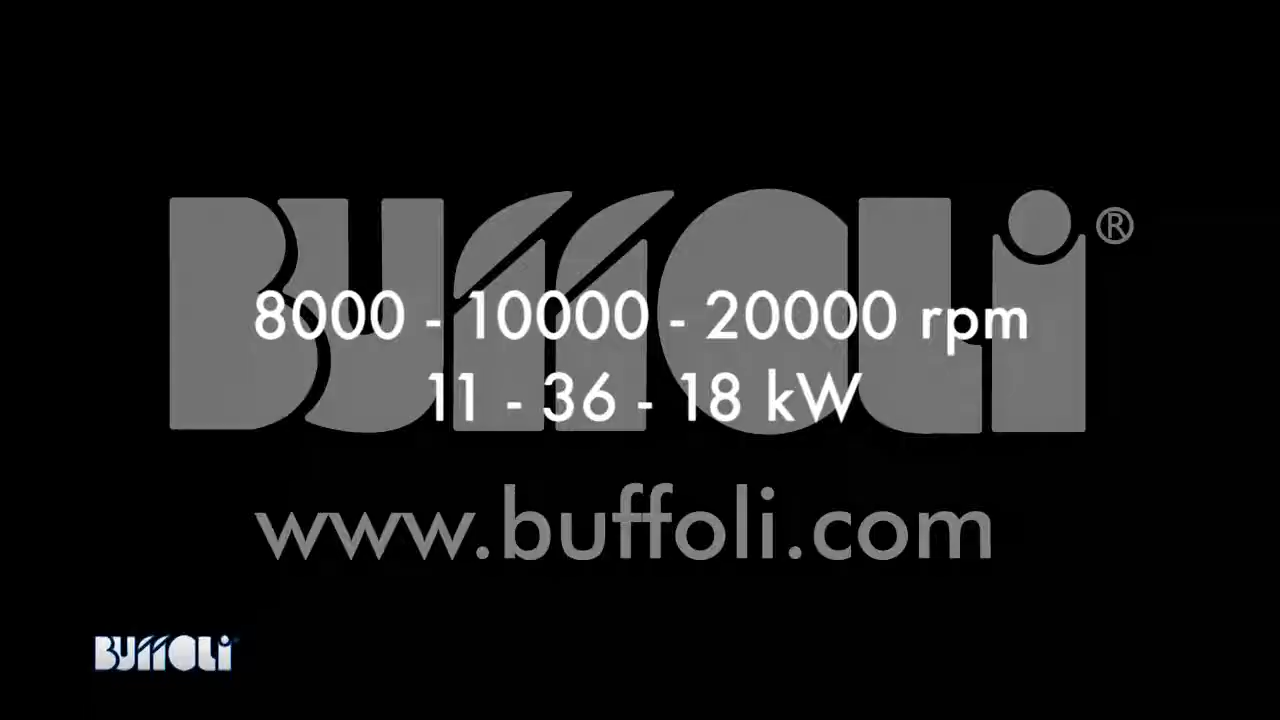 BUFFOLI®
8000 - 10000 - 20000 rpm
11 - 36 - 18 kW
www.buffoli.com
BUFFOLI